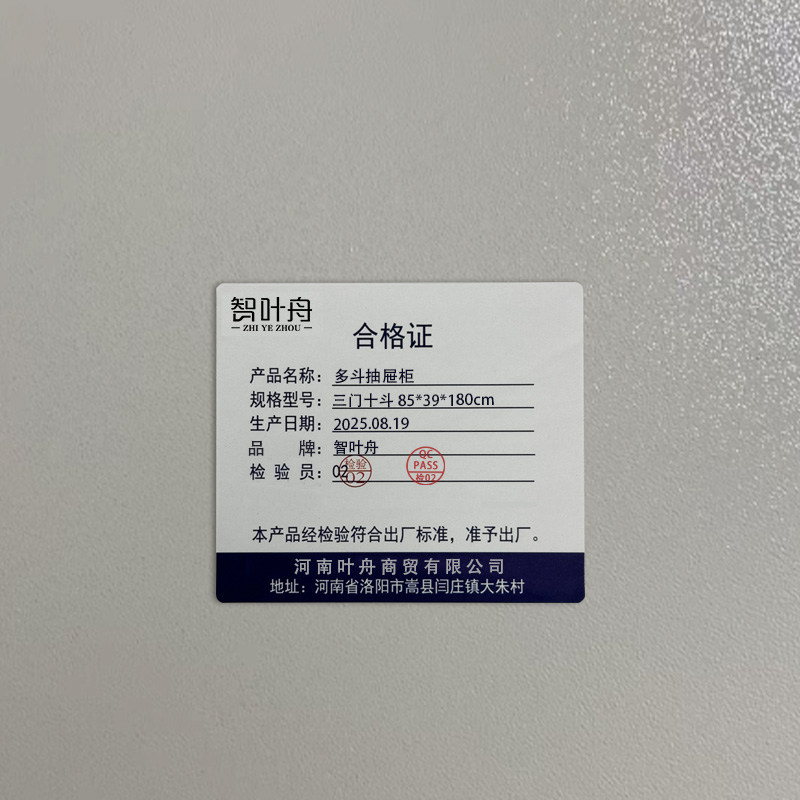 智叶舟
ZHI YE ZHOU
合格证
产品名称：多斗抽屉柜
规格型号：三门十斗 85*39*180cm
生产日期：2025.08.19
品 牌：智叶舟
检 验 员：02
检验
02
QC
PASS
检02
本产品经检验符合出厂标准，准予出厂。
河南叶舟商贸有限公司
地址：河南省洛阳市嵩县闫庄镇大朱村